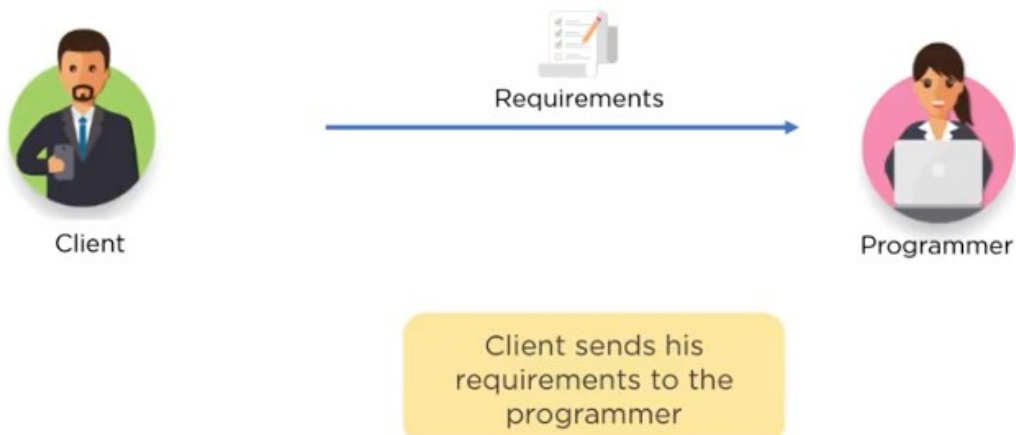 Requirements
Client
Programmer
Client sends his
requirements to the
programmer